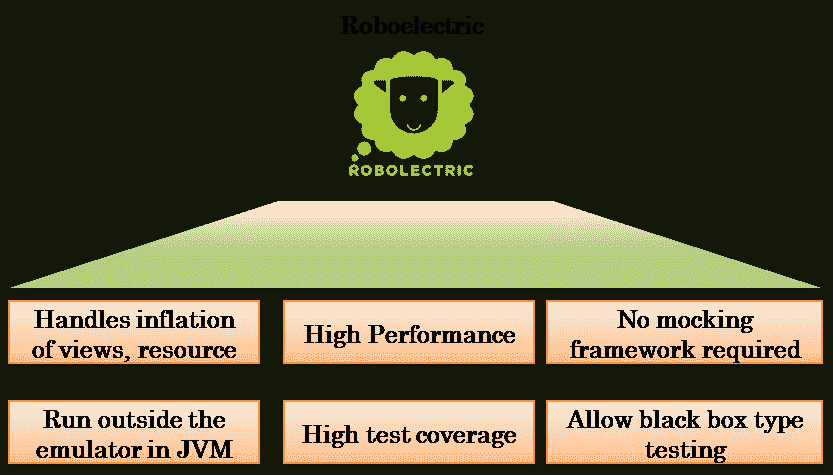 Roboelectric
ROBOLECTRIC
Handles inflation
of views, resource
High Performance
No mocking
framework required
Run outside the
emulator in JVM
High test coverage
Allow black box type
testing